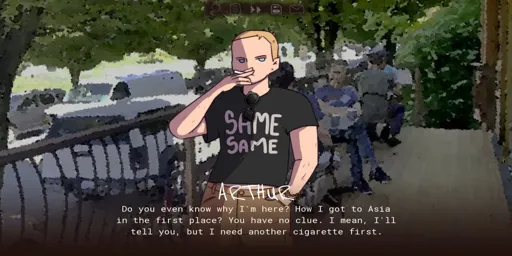 SAME
SAME
ARTHUR
Do you even know why I'm here? How I got to Asia
in the first place? You have no clue. I mean, I'll
tell you, but I need another cigarette first.